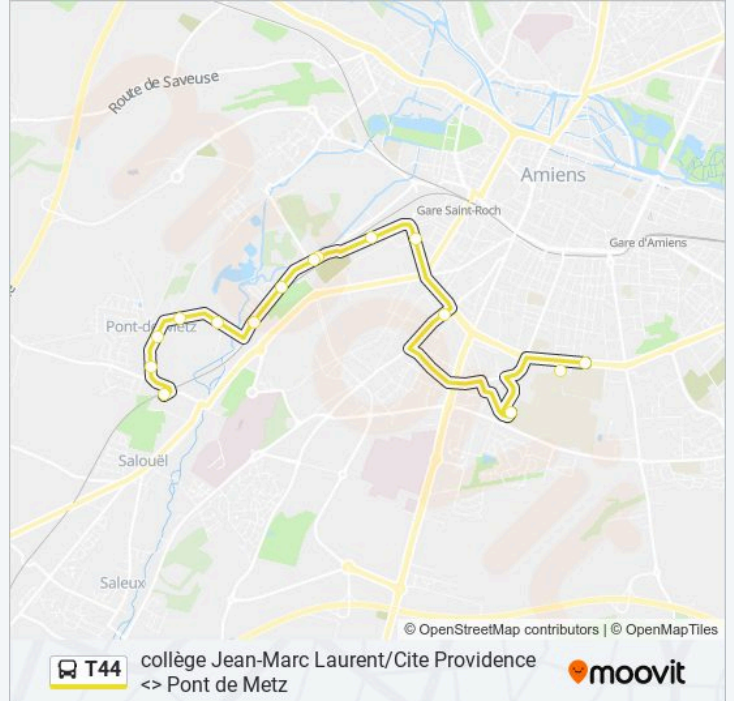 Route de Saveuse
Amiens
Gare Saint-Roch
Gare d'Amiens
Pont-de-Metz
Salouël
Saleux
© OpenStreetMap contributors | © OpenMapTiles
T44
collège Jean-Marc Laurent/Cite Providence
<> Pont de Metz
moovit